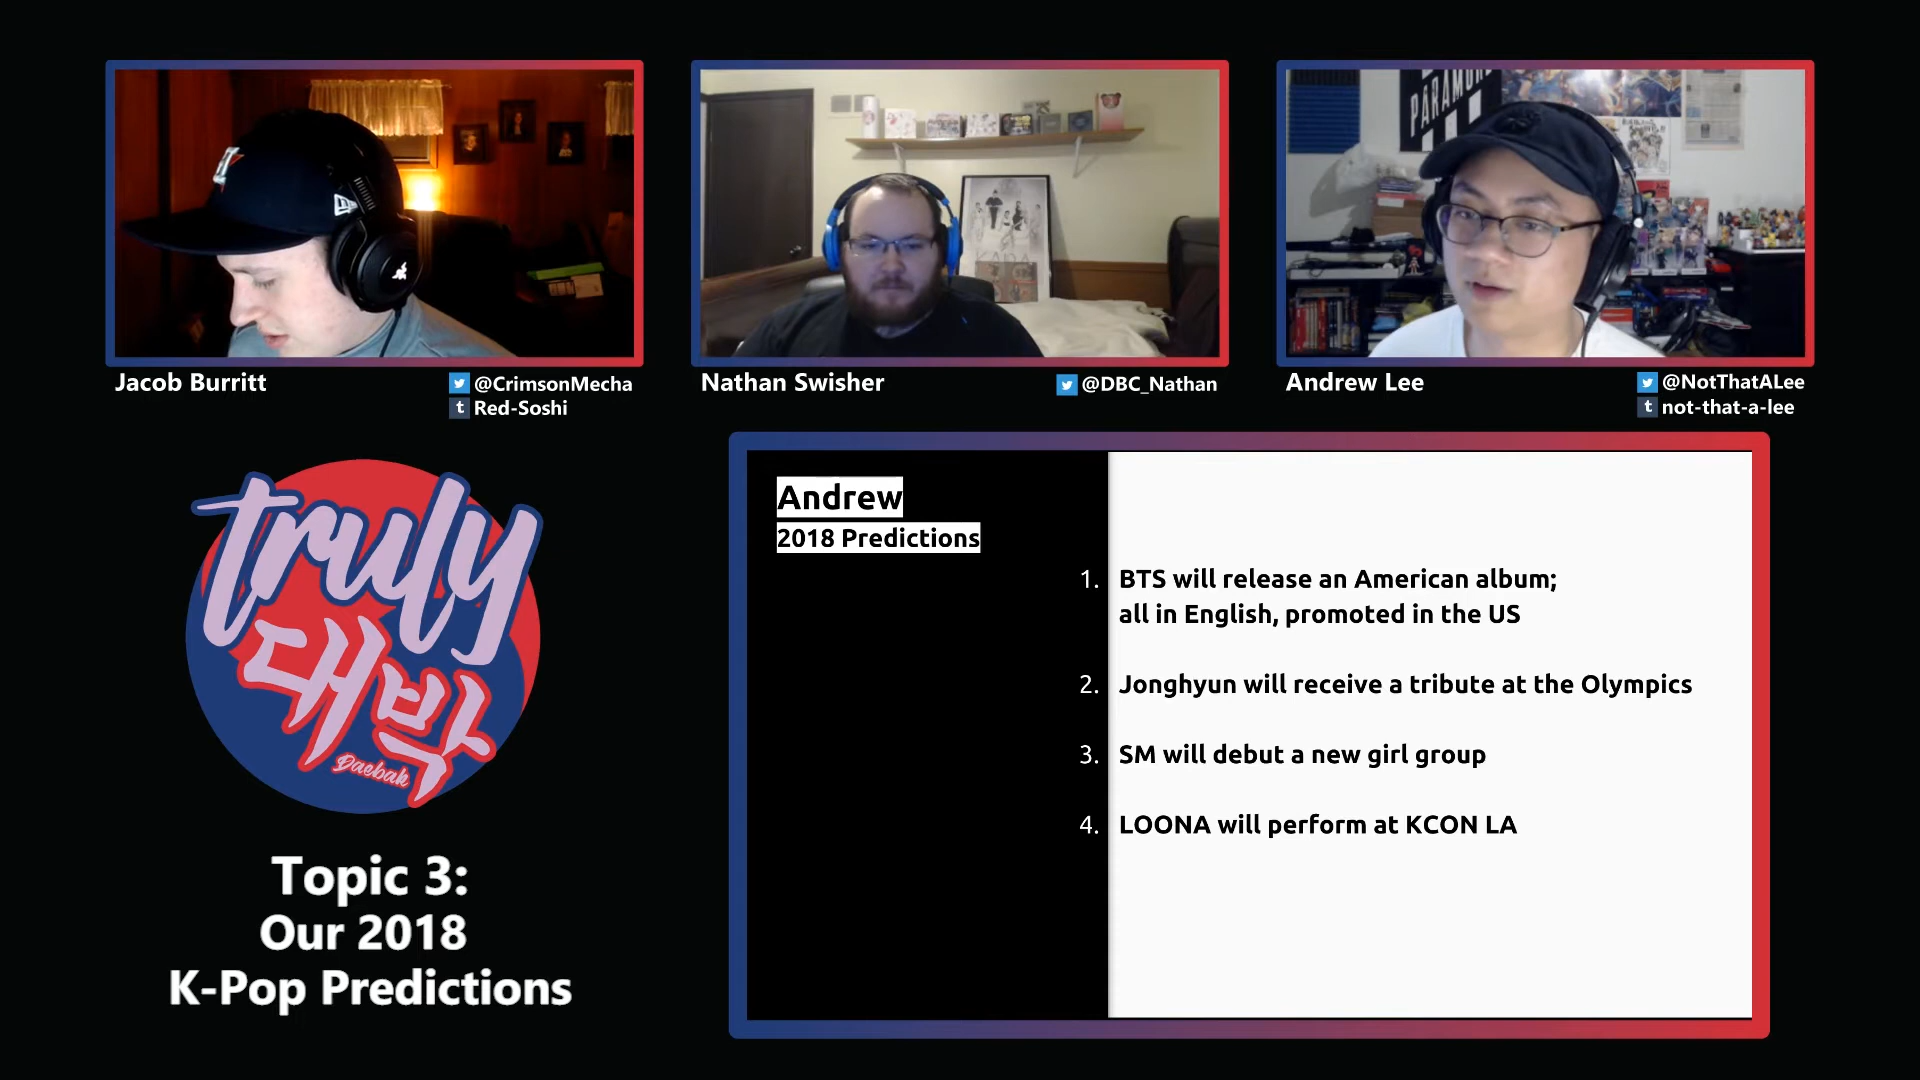 PARAMORE
Jacob Burritt
@CrimsonMecha
Red-Soshi
Nathan Swisher
@DBC_Nathan
Andrew Lee
@NotThatALee
not-that-a-lee
truly
대박
Daebak
Topic 3:
Our 2018
K-Pop Predictions
Andrew
2018 Predictions
1. BTS will release an American album;
all in English, promoted in the US
2. Jonghyun will receive a tribute at the Olympics
3. SM will debut a new girl group
4. LOONA will perform at KCON LA